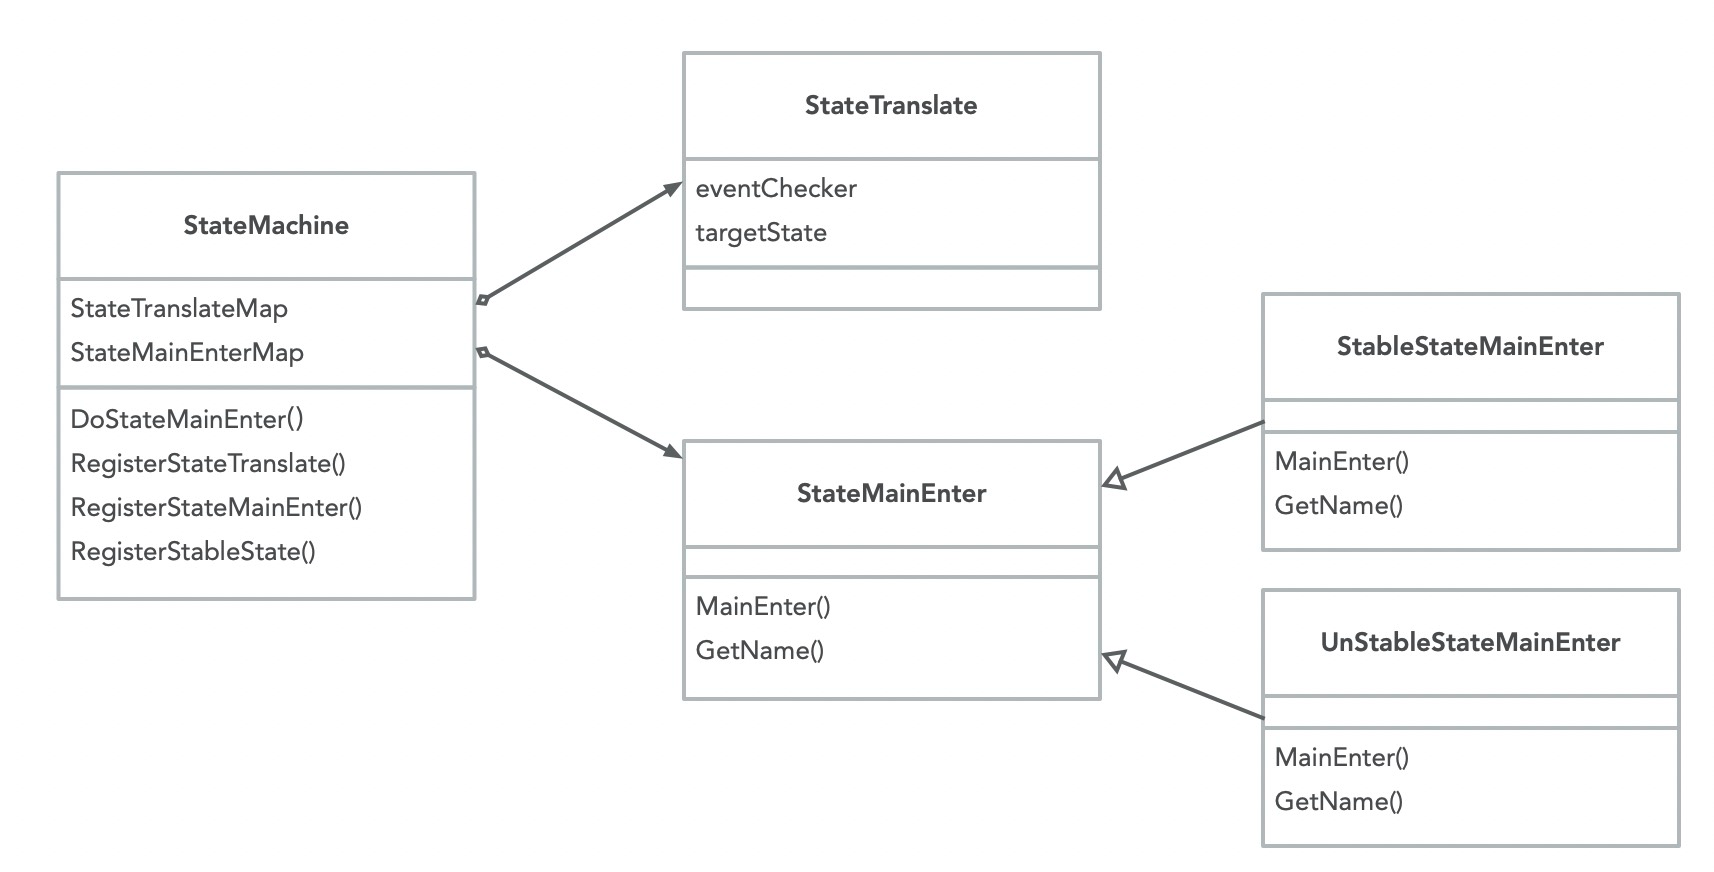 StateMachine
StateTranslateMap
StateMainEnterMap
DoStateMainEnter()
RegisterStateTranslate()
RegisterStateMainEnter()
RegisterStableState()
StateTranslate
eventChecker
targetState
StateMainEnter
MainEnter()
GetName()
StableStateMainEnter
MainEnter()
GetName()
UnStableStateMainEnter
MainEnter()
GetName()